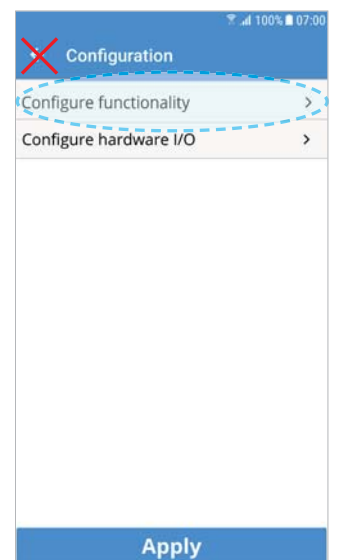 100% 07:00
Configuration
Configure functionality >
Configure hardware I/O >
Apply